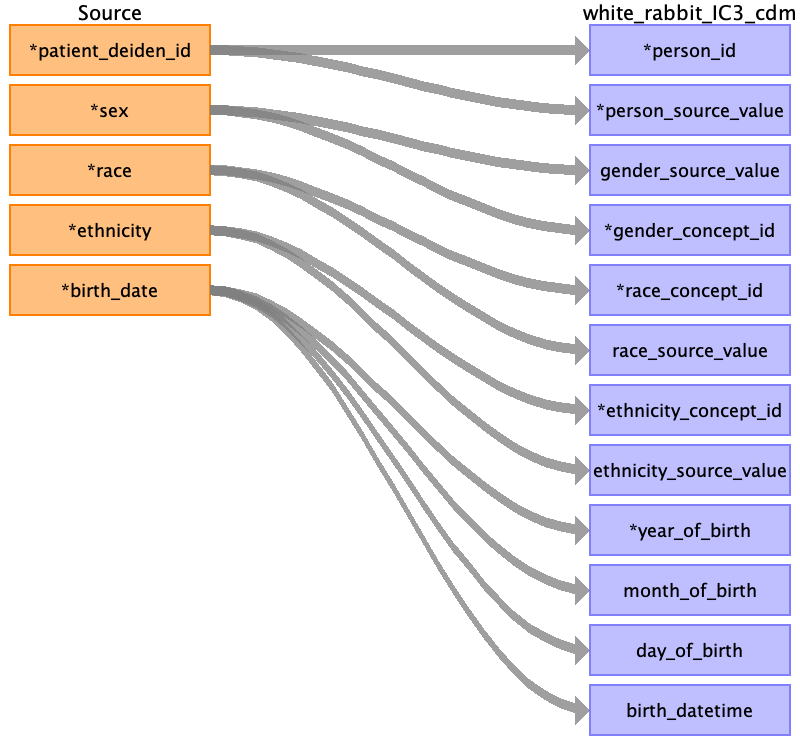 Source
white_rabbit_IC3_cdm
*patient_deiden_id
*person_id
*sex
*person_source_value
*race
gender_source_value
*ethnicity
*gender_concept_id
*birth_date
*race_concept_id
race_source_value
*ethnicity_concept_id
ethnicity_source_value
*year_of_birth
month_of_birth
day_of_birth
birth_datetime